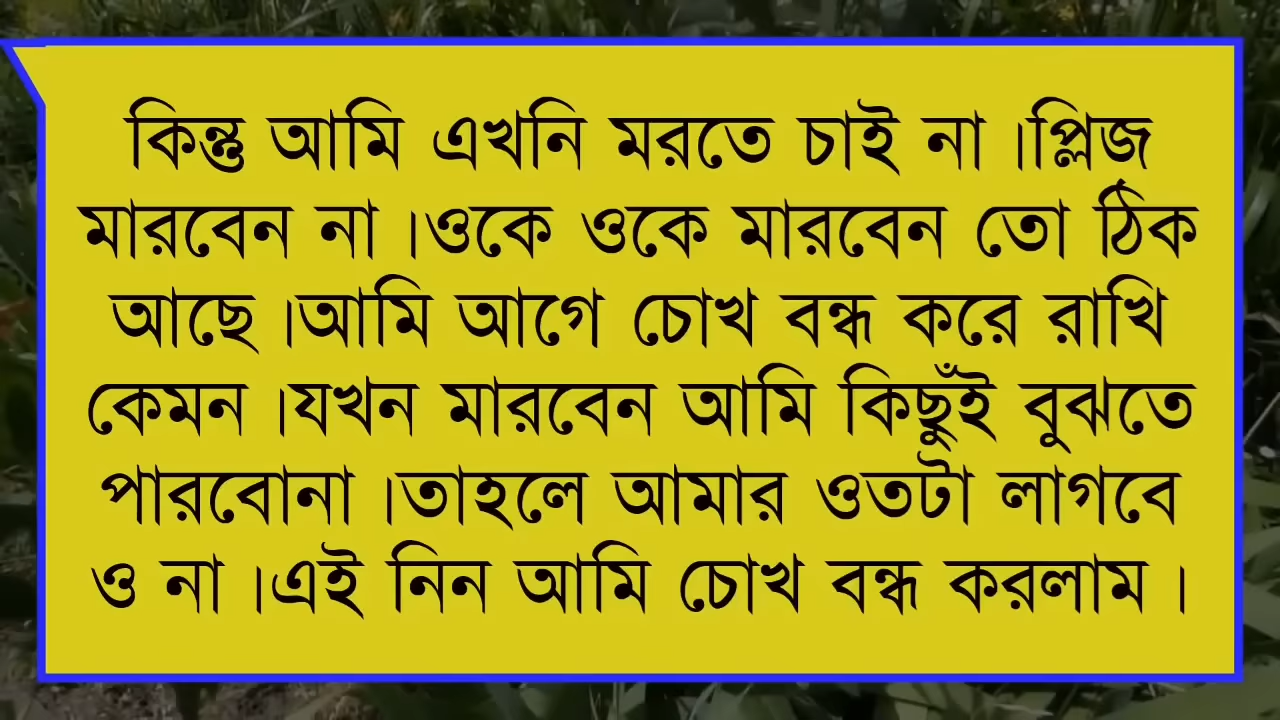 কিন্তু আমি এখনি মরতে চাই না ।প্লিজ
মারবেন না ।ওকে ওকে মারবেন তো ঠিক
আছে ।আমি আগে চোখ বন্ধ করে রাখি
কেমন ।যখন মারবেন আমি কিছুঁই বুঝতে
পারবোনা ।তাহলে আমার ওতটা লাগবে
ও না ।এই নিন আমি চোখ বন্ধ করলাম ।